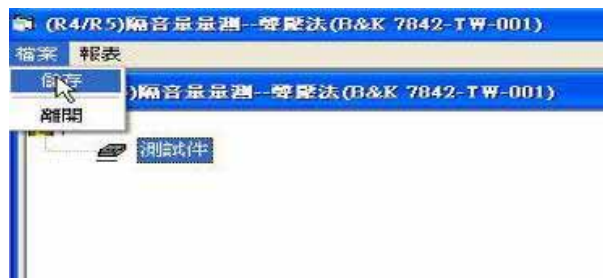 (R4/R5)隔音量量測--聲壓法(B&K 7842-TW-001)
檔案 報表
儲存
)隔音量量測--聲壓法(B&K 7842-TW-001)
離開
測試件